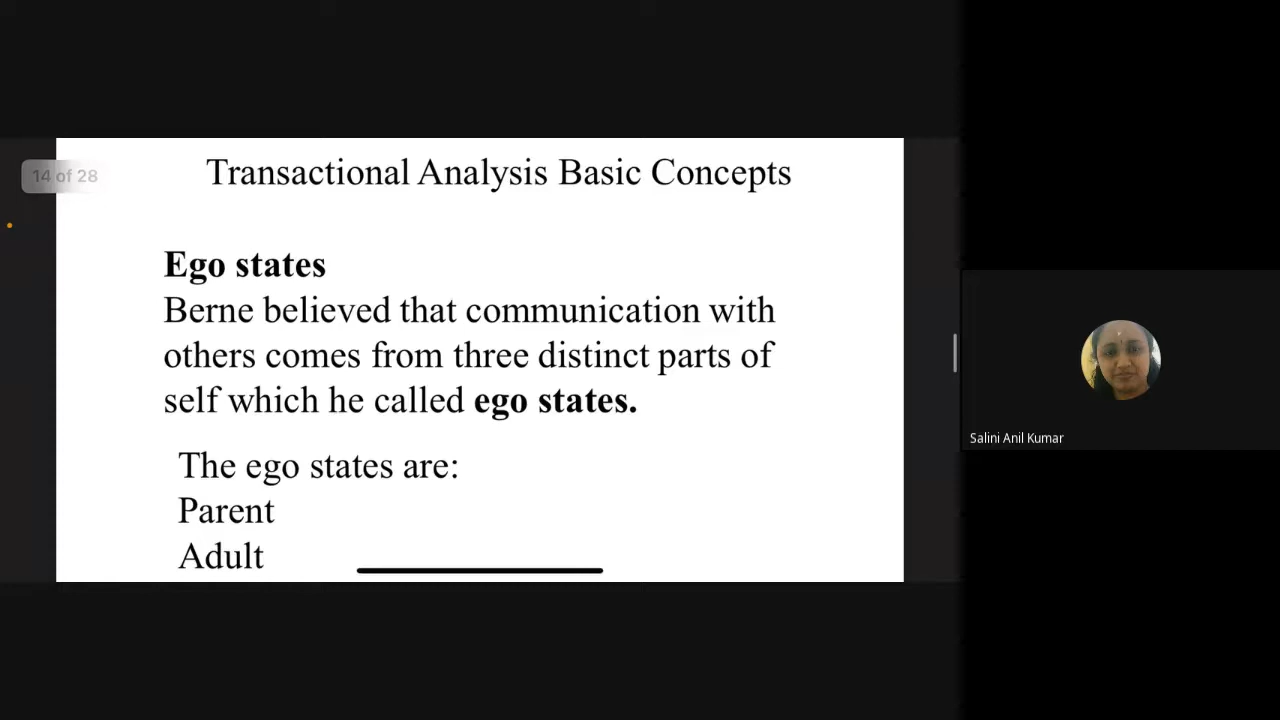 14 of 28
Transactional Analysis Basic Concepts
Ego states
Berne believed that communication with
others comes from three distinct parts of
self which he called ego states.
The ego states are:
Parent
Adult
Salini Anil Kumar